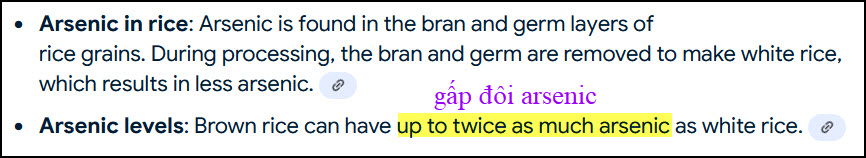 • Arsenic in rice: Arsenic is found in the bran and germ layers of
rice grains. During processing, the bran and germ are removed to make white rice,
which results in less arsenic.
gấp đôi arsenic
• Arsenic levels: Brown rice can have up to twice as much arsenic as white rice.